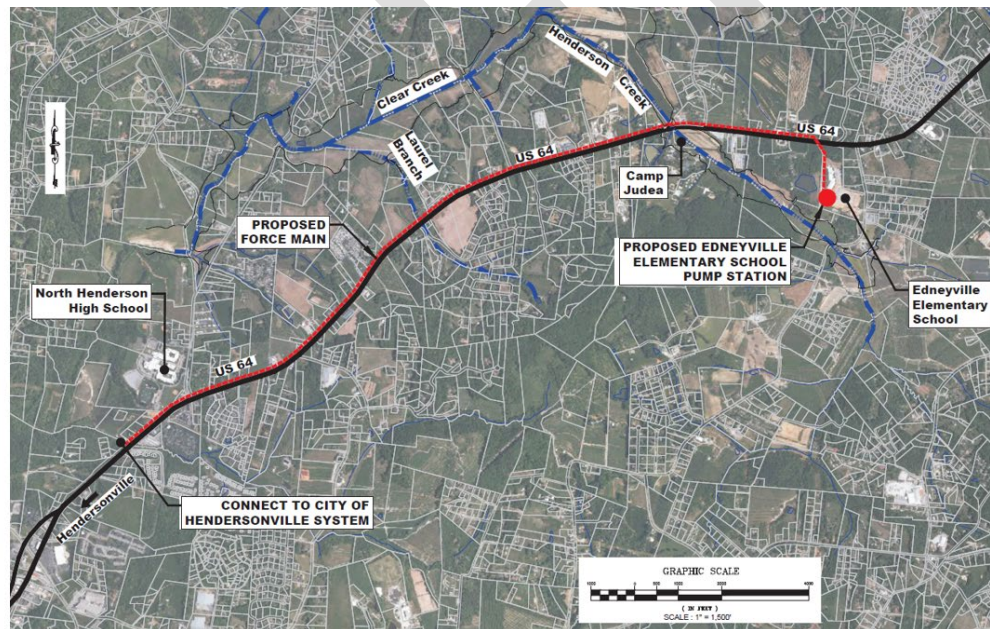 Henderson
Creek
Clear Creek
Laurel
Branch
US 64
US 64
Camp
Judea
PROPOSED
FORCE MAIN
PROPOSED EDNEYVILLE
ELEMENTARY SCHOOL
PUMP STATION
Edneyville
Elementary
School
North Henderson
High School
US 64
CONNECT TO CITY OF
HENDERSONVILLE SYSTEM
Hendersonville
GRAPHIC SCALE
( IN FEET )
SCALE : 1" = 1,500'